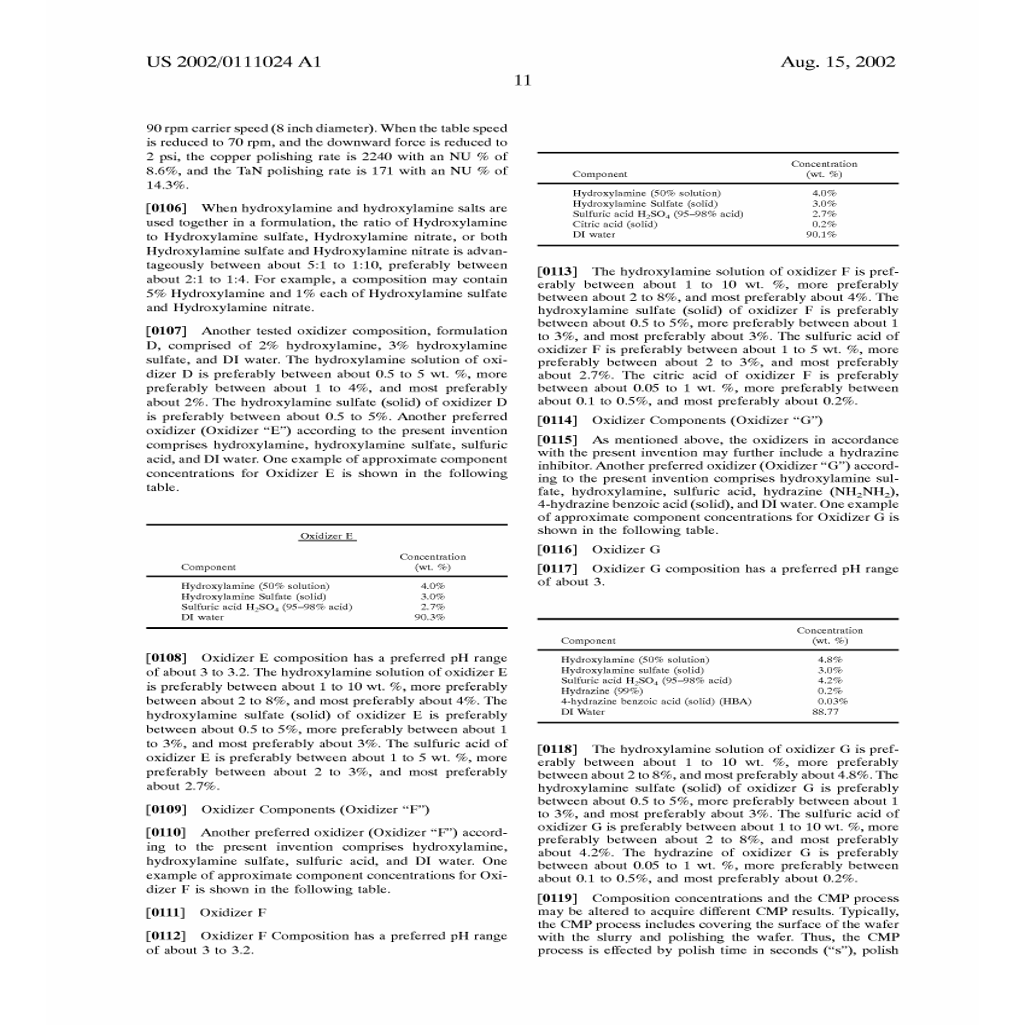 US 2002/0111024 A1
Aug. 15, 2002
11
90 rpm carrier speed (8 inch diameter). When the table speed
is reduced to 70 rpm, and the downward force is reduced to
2 psi, the copper polishing rate is 2240 with an NU % of
8.6%, and the TaN polishing rate is 171 with an NU % of
14.3%.
[0106] When hydroxylamine and hydroxylamine salts are
used together in a formulation, the ratio of Hydroxylamine
to Hydroxylamine sulfate, Hydroxylamine nitrate, or both
Hydroxylamine sulfate and Hydroxylamine nitrate is advan-
tageously between about 5:1 to 1:10, preferably between
about 2:1 to 1:4. For example, a composition may contain
5% Hydroxylamine and 1% each of Hydroxylamine sulfate
and Hydroxylamine nitrate.
[0107] Another tested oxidizer composition, formulation
D, comprised of 2% hydroxylamine, 3% hydroxylamine
sulfate, and DI water. The hydroxylamine solution of oxi-
dizer D is preferably between about 0.5 to 5 wt. %, more
preferably between about 1 to 4%, and most preferably
about 2%. The hydroxylamine sulfate (solid) of oxidizer D
is preferably between about 0.5 to 5%. Another preferred
oxidizer (Oxidizer “E”) according to the present invention
comprises hydroxylamine, hydroxylamine sulfate, sulfuric
acid, and DI water. One example of approximate component
concentrations for Oxidizer E is shown in the following
table.
Oxidizer E
Concentration
Component (wt. %)
Hydroxylamine (50% solution) 4.0%
Hydroxylamine Sulfate (solid) 3.0%
Sulfuric acid H₂SO₄ (95–98% acid) 2.7%
DI water 90.3%
[0108] Oxidizer E composition has a preferred pH range
of about 3 to 3.2. The hydroxylamine solution of oxidizer E
is preferably between about 1 to 10 wt. %, more preferably
between about 2 to 8%, and most preferably about 4%. The
hydroxylamine sulfate (solid) of oxidizer E is preferably
between about 0.5 to 5%, more preferably between about 1
to 3%, and most preferably about 3%. The sulfuric acid of
oxidizer E is preferably between about 1 to 5 wt. %, more
preferably between about 2 to 3%, and most preferably
about 2.7%.
[0109] Oxidizer Components (Oxidizer “F”)
[0110] Another preferred oxidizer (Oxidizer “F”) accord-
ing to the present invention comprises hydroxylamine,
hydroxylamine sulfate, sulfuric acid, and DI water. One
example of approximate component concentrations for Oxi-
dizer F is shown in the following table.
[0111] Oxidizer F
[0112] Oxidizer F Composition has a preferred pH range
of about 3 to 3.2.
Concentration
Component (wt. %)
Hydroxylamine (50% solution) 4.0%
Hydroxylamine Sulfate (solid) 3.0%
Sulfuric acid H₂SO₄ (95–98% acid) 2.7%
Citric acid (solid) 0.2%
DI water 90.1%
[0113] The hydroxylamine solution of oxidizer F is pref-
erably between about 1 to 10 wt. %, more preferably
between about 2 to 8%, and most preferably about 4%. The
hydroxylamine sulfate (solid) of oxidizer F is preferably
between about 0.5 to 5%, more preferably between about 1
to 3%, and most preferably about 3%. The sulfuric acid of
oxidizer F is preferably between about 1 to 5 wt. %, more
preferably between about 2 to 3%, and most preferably
about 2.7%. The citric acid of oxidizer F is preferably
between about 0.05 to 1 wt. %, more preferably between
about 0.1 to 0.5%, and most preferably about 0.2%.
[0114] Oxidizer Components (Oxidizer “G”)
[0115] As mentioned above, the oxidizers in accordance
with the present invention may further include a hydrazine
inhibitor. Another preferred oxidizer (Oxidizer “G”) accord-
ing to the present invention comprises hydroxylamine sul-
fate, hydroxylamine, sulfuric acid, hydrazine (NH₂NH₂),
4-hydrazine benzoic acid (solid), and DI water. One example
of approximate component concentrations for Oxidizer G is
shown in the following table.
[0116] Oxidizer G
[0117] Oxidizer G composition has a preferred pH range
of about 3.
Concentration
Component (wt. %)
Hydroxylamine (50% solution) 4.8%
Hydroxylamine sulfate (solid) 3.0%
Sulfuric acid H₂SO₄ (95–98% acid) 4.2%
Hydrazine (99%) 0.2%
4-hydrazine benzoic acid (solid) (HBA) 0.03%
DI Water 88.77
[0118] The hydroxylamine solution of oxidizer G is pref-
erably between about 1 to 10 wt. %, more preferably
between about 2 to 8%, and most preferably about 4.8%. The
hydroxylamine sulfate (solid) of oxidizer G is preferably
between about 0.5 to 5%, more preferably between about 1
to 3%, and most preferably about 3%. The sulfuric acid of
oxidizer G is preferably between about 1 to 10 wt. %, more
preferably between about 2 to 8%, and most preferably
about 4.2%. The hydrazine of oxidizer G is preferably
between about 0.05 to 1 wt. %, more preferably between
about 0.1 to 0.5%, and most preferably about 0.2%.
[0119] Composition concentrations and the CMP process
may be altered to acquire different CMP results. Typically,
the CMP process includes covering the surface of the wafer
with the slurry and polishing the wafer. Thus, the CMP
process is effected by polish time in seconds (“s”), polish